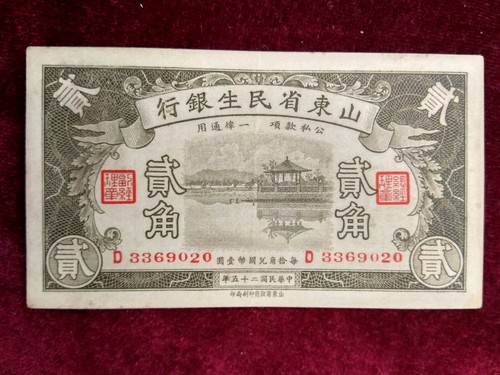 貳 貳
山東省民生銀行
公私款項 一律通用
貳角 貳角
D 3369020 每拾角兌國幣壹圓 D 3369020
貳 貳
中華民國二十五年